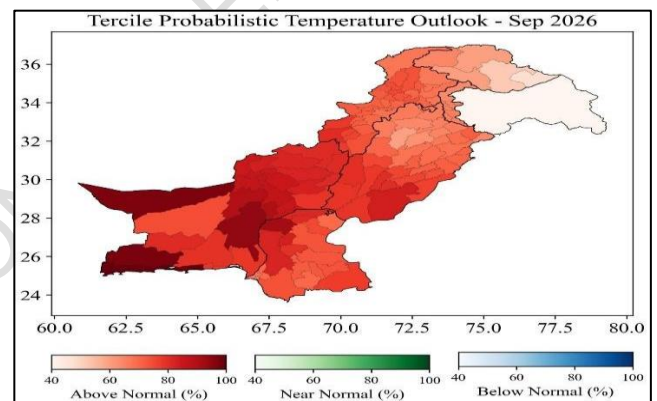 Tercile Probabilistic Temperature Outlook - Sep 2026
36
34
32
30
28
26
24
60.0 62.5 65.0 67.5 70.0 72.5 75.0 77.5 80.0
40 60 80 100 40 60 80 100 40 60 80 100
Above Normal (%) Near Normal (%) Below Normal (%)